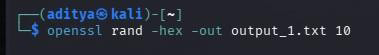 ┌──(aditya㉿kali)-[~]
└─$ openssl rand -hex -out output_1.txt 10